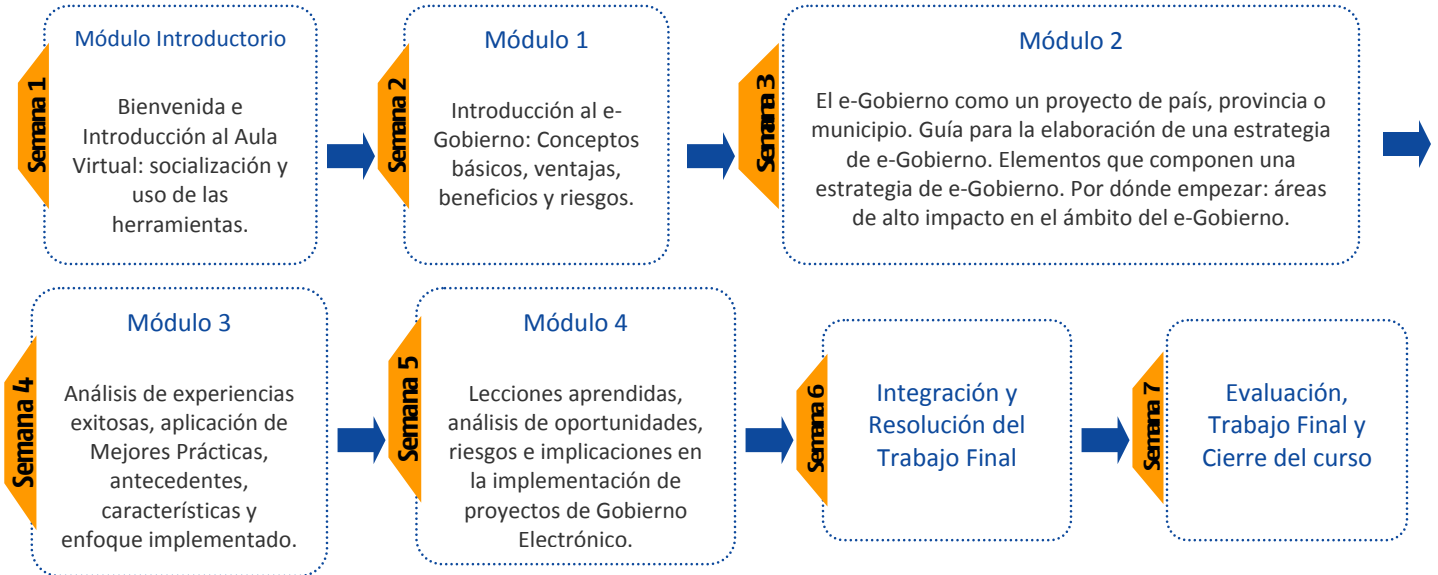 Semana 1
Módulo Introductorio
Bienvenida e
Introducción al Aula
Virtual: socialización y
uso de las
herramientas.
Semana 2
Módulo 1
Introducción al e-
Gobierno: Conceptos
básicos, ventajas,
beneficios y riesgos.
Semana 3
Módulo 2
El e-Gobierno como un proyecto de país, provincia o
municipio. Guía para la elaboración de una estrategia
de e-Gobierno. Elementos que componen una
estrategia de e-Gobierno. Por dónde empezar: áreas
de alto impacto en el ámbito del e-Gobierno.
Semana 4
Módulo 3
Análisis de experiencias
exitosas, aplicación de
Mejores Prácticas,
antecedentes,
características y
enfoque implementado.
Semana 5
Módulo 4
Lecciones aprendidas,
análisis de oportunidades,
riesgos e implicaciones en
la implementación de
proyectos de Gobierno
Electrónico.
Semana 6
Integración y
Resolución del
Trabajo Final
Semana 7
Evaluación,
Trabajo Final y
Cierre del curso